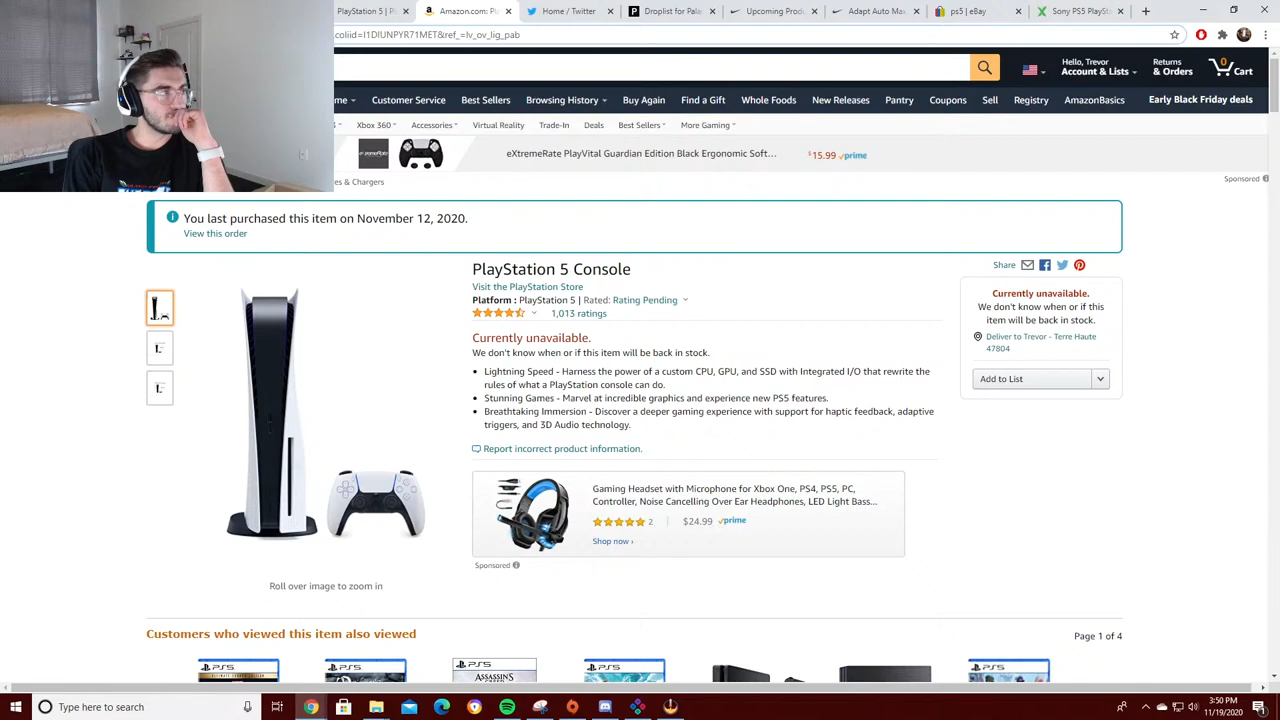 PlayStation 5 |
Amazon.com: P
Home / Twitter
Droplist for Pala
Upcoming Produ
Adapt Auto Max
ps5 | eBay
Sony PS5 PlaySt
coliid=I1DIUNPYR71MET&ref_=lv_ov_lig_pab
Hello, Trevor
Account & Lists
Returns
& Orders
0
Cart
me
Customer Service
Best Sellers
Browsing History
Buy Again
Find a Gift
Whole Foods
New Releases
Pantry
Coupons
Sell
Registry
AmazonBasics
Early Black Friday deals
Xbox 360
Accessories
Virtual Reality
Trade-In
Deals
Best Sellers
More Gaming
eXtremeRate PlayVital Guardian Edition Black Ergonomic Soft...
$15.99 prime
es & Chargers
Sponsored
You last purchased this item on November 12, 2020.
View this order
PlayStation 5 Console
Visit the PlayStation Store
Platform : PlayStation 5 | Rated: Rating Pending
1,013 ratings
Currently unavailable.
We don't know when or if this item will be back in stock.
• Lightning Speed - Harness the power of a custom CPU, GPU, and SSD with Integrated I/O that rewrite the
rules of what a PlayStation console can do.
• Stunning Games - Marvel at incredible graphics and experience new PS5 features.
• Breathtaking Immersion - Discover a deeper gaming experience with support for haptic feedback, adaptive
triggers, and 3D Audio technology.
Report incorrect product information.
Gaming Headset with Microphone for Xbox One, PS4, PS5, PC,
Controller, Noise Cancelling Over Ear Headphones, LED Light Bass...
2 | $24.99 prime
Shop now ›
Sponsored
Share
Currently unavailable.
We don't know when or if this
item will be back in stock.
Deliver to Trevor - Terre Haute
47804
Add to List
Roll over image to zoom in
Customers who viewed this item also viewed
Page 1 of 4
PS5
PS5
PS5
ASSASSIN'S
PS5
PS5
Type here to search
3:50 PM
11/19/2020